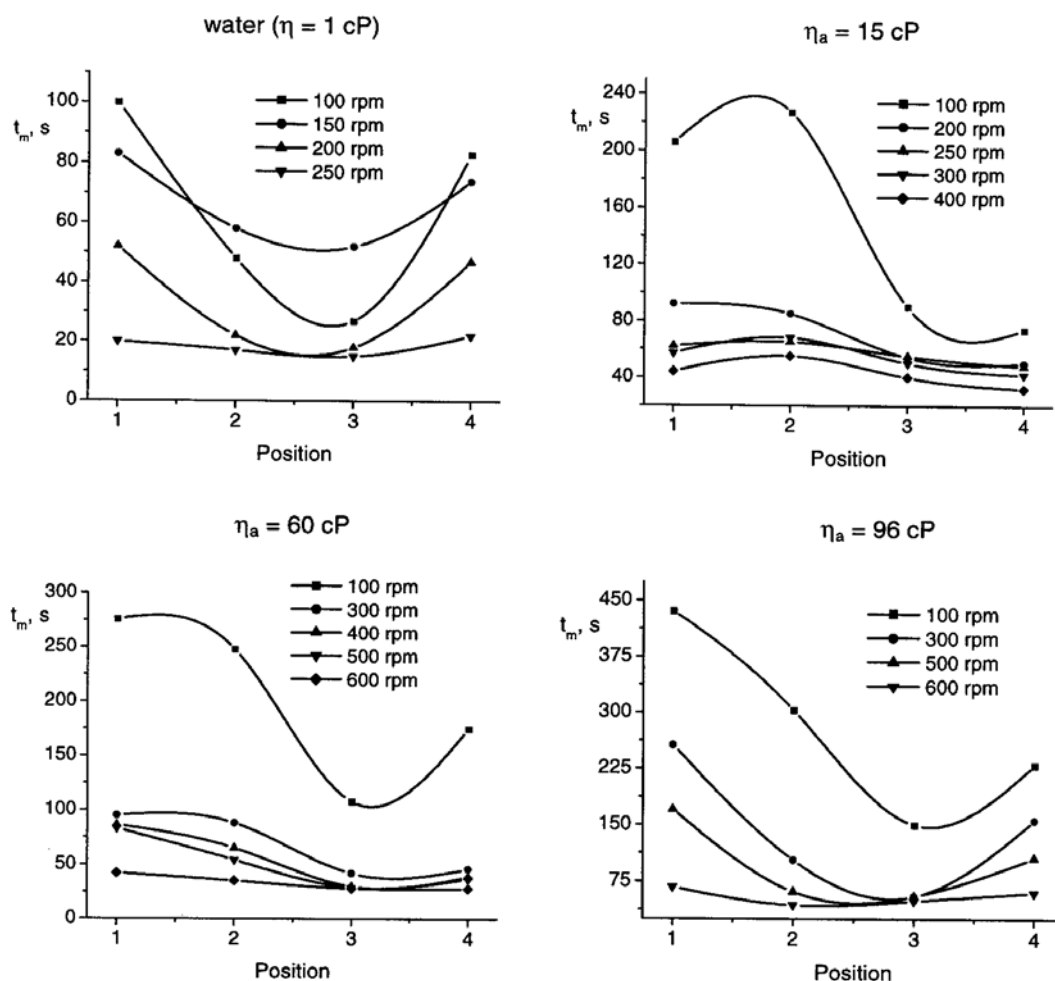 water (η = 1 cP)
t_m, s
100
80
60
40
20
0
100 rpm
150 rpm
200 rpm
250 rpm
1 2 3 4
Position
η_a = 15 cP
t_m, s
240
200
160
120
80
40
100 rpm
200 rpm
250 rpm
300 rpm
400 rpm
1 2 3 4
Position
η_a = 60 cP
t_m, s
300
250
200
150
100
50
0
100 rpm
300 rpm
400 rpm
500 rpm
600 rpm
1 2 3 4
Position
η_a = 96 cP
t_m, s
450
375
300
225
150
75
100 rpm
300 rpm
500 rpm
600 rpm
1 2 3 4
Position